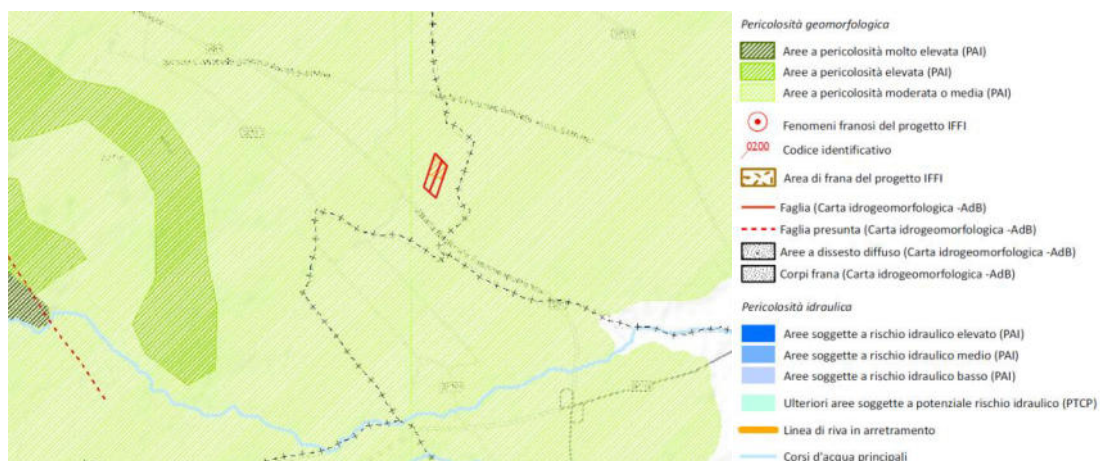 Pericolosità geomorfologica
Aree a pericolosità molto elevata (PAI)
Aree a pericolosità elevata (PAI)
Aree a pericolosità moderata o media (PAI)
Fenomeni franosi del progetto IFFI
0200
Codice identificativo
Area di frana del progetto IFFI
Faglia (Carta idrogeomorfologica -AdB)
Faglia presunta (Carta idrogeomorfologica -AdB)
Aree a dissesto diffuso (Carta idrogeomorfologica -AdB)
Corpi frana (Carta idrogeomorfologica -AdB)
Pericolosità idraulica
Aree soggette a rischio idraulico elevato (PAI)
Aree soggette a rischio idraulico medio (PAI)
Aree soggette a rischio idraulico basso (PAI)
Ulteriori aree soggette a potenziale rischio idraulico (PTCP)
Linea di riva in arretramento
Corsi d'acqua principali